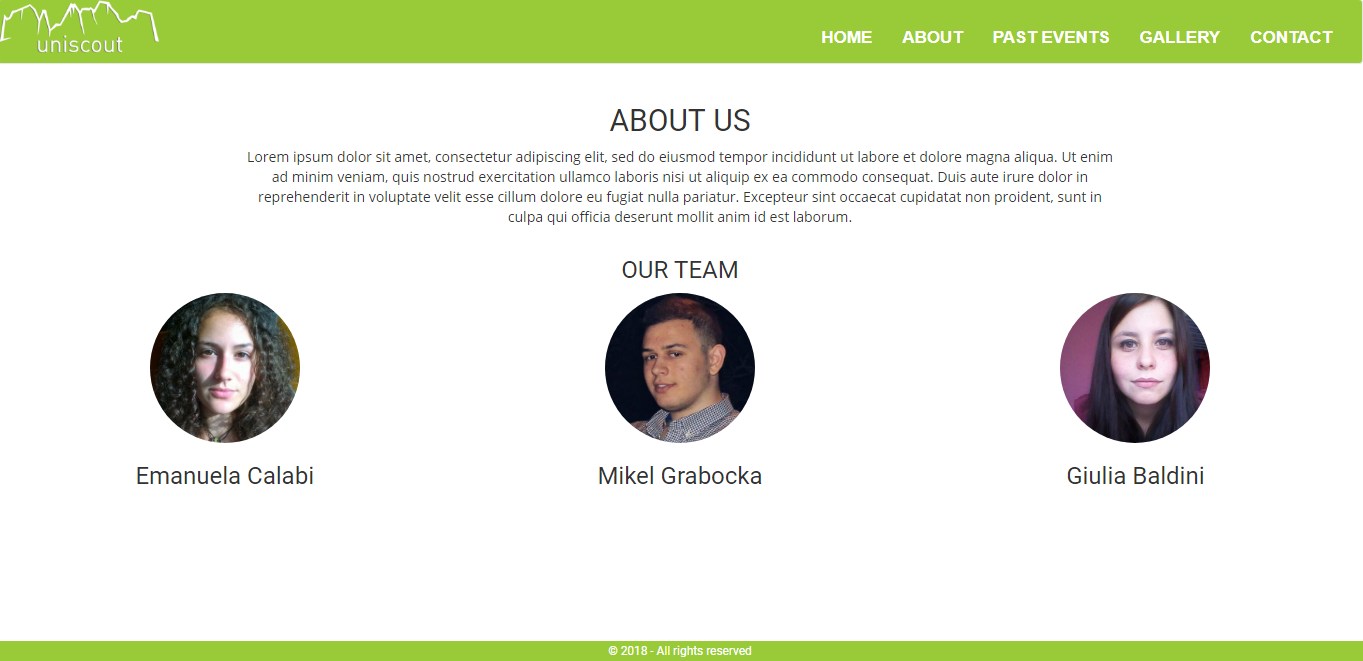 uniscout
HOME ABOUT PAST EVENTS GALLERY CONTACT
ABOUT US
Lorem ipsum dolor sit amet, consectetur adipiscing elit, sed do eiusmod tempor incididunt ut labore et dolore magna aliqua. Ut enim
ad minim veniam, quis nostrud exercitation ullamco laboris nisi ut aliquip ex ea commodo consequat. Duis aute irure dolor in
reprehenderit in voluptate velit esse cillum dolore eu fugiat nulla pariatur. Excepteur sint occaecat cupidatat non proident, sunt in
culpa qui officia deserunt mollit anim id est laborum.
OUR TEAM
Emanuela Calabi
Mikel Grabocka
Giulia Baldini
© 2018 - All rights reserved